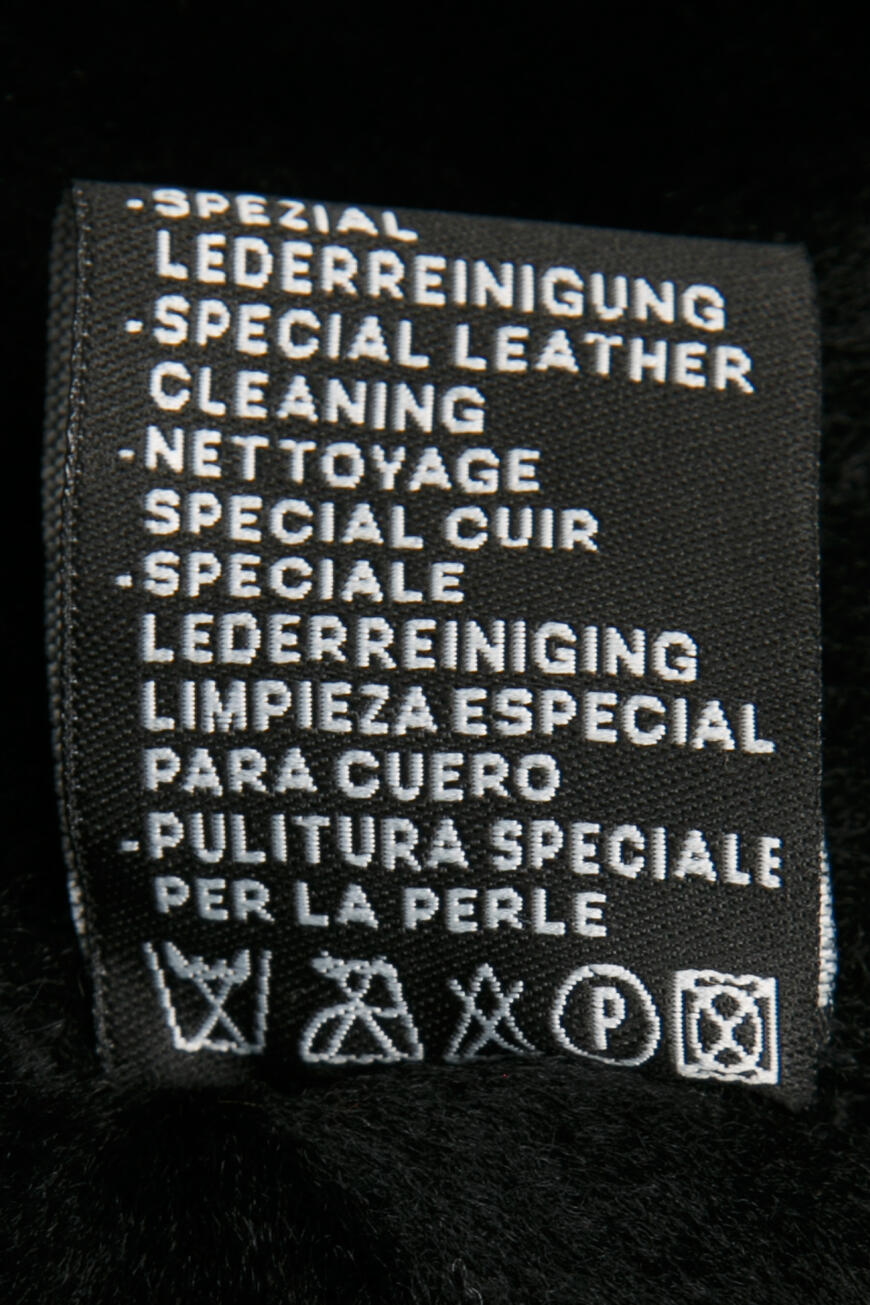 -SPEZIAL
LEDERREINIGUNG
-SPECIAL LEATHER
CLEANING
-NETTOYAGE
SPECIAL CUIR
-SPECIALE
LEDERREINIGING
LIMPIEZA ESPECIAL
PARA CUERO
-PULITURA SPECIALE
PER LA PERLE
P